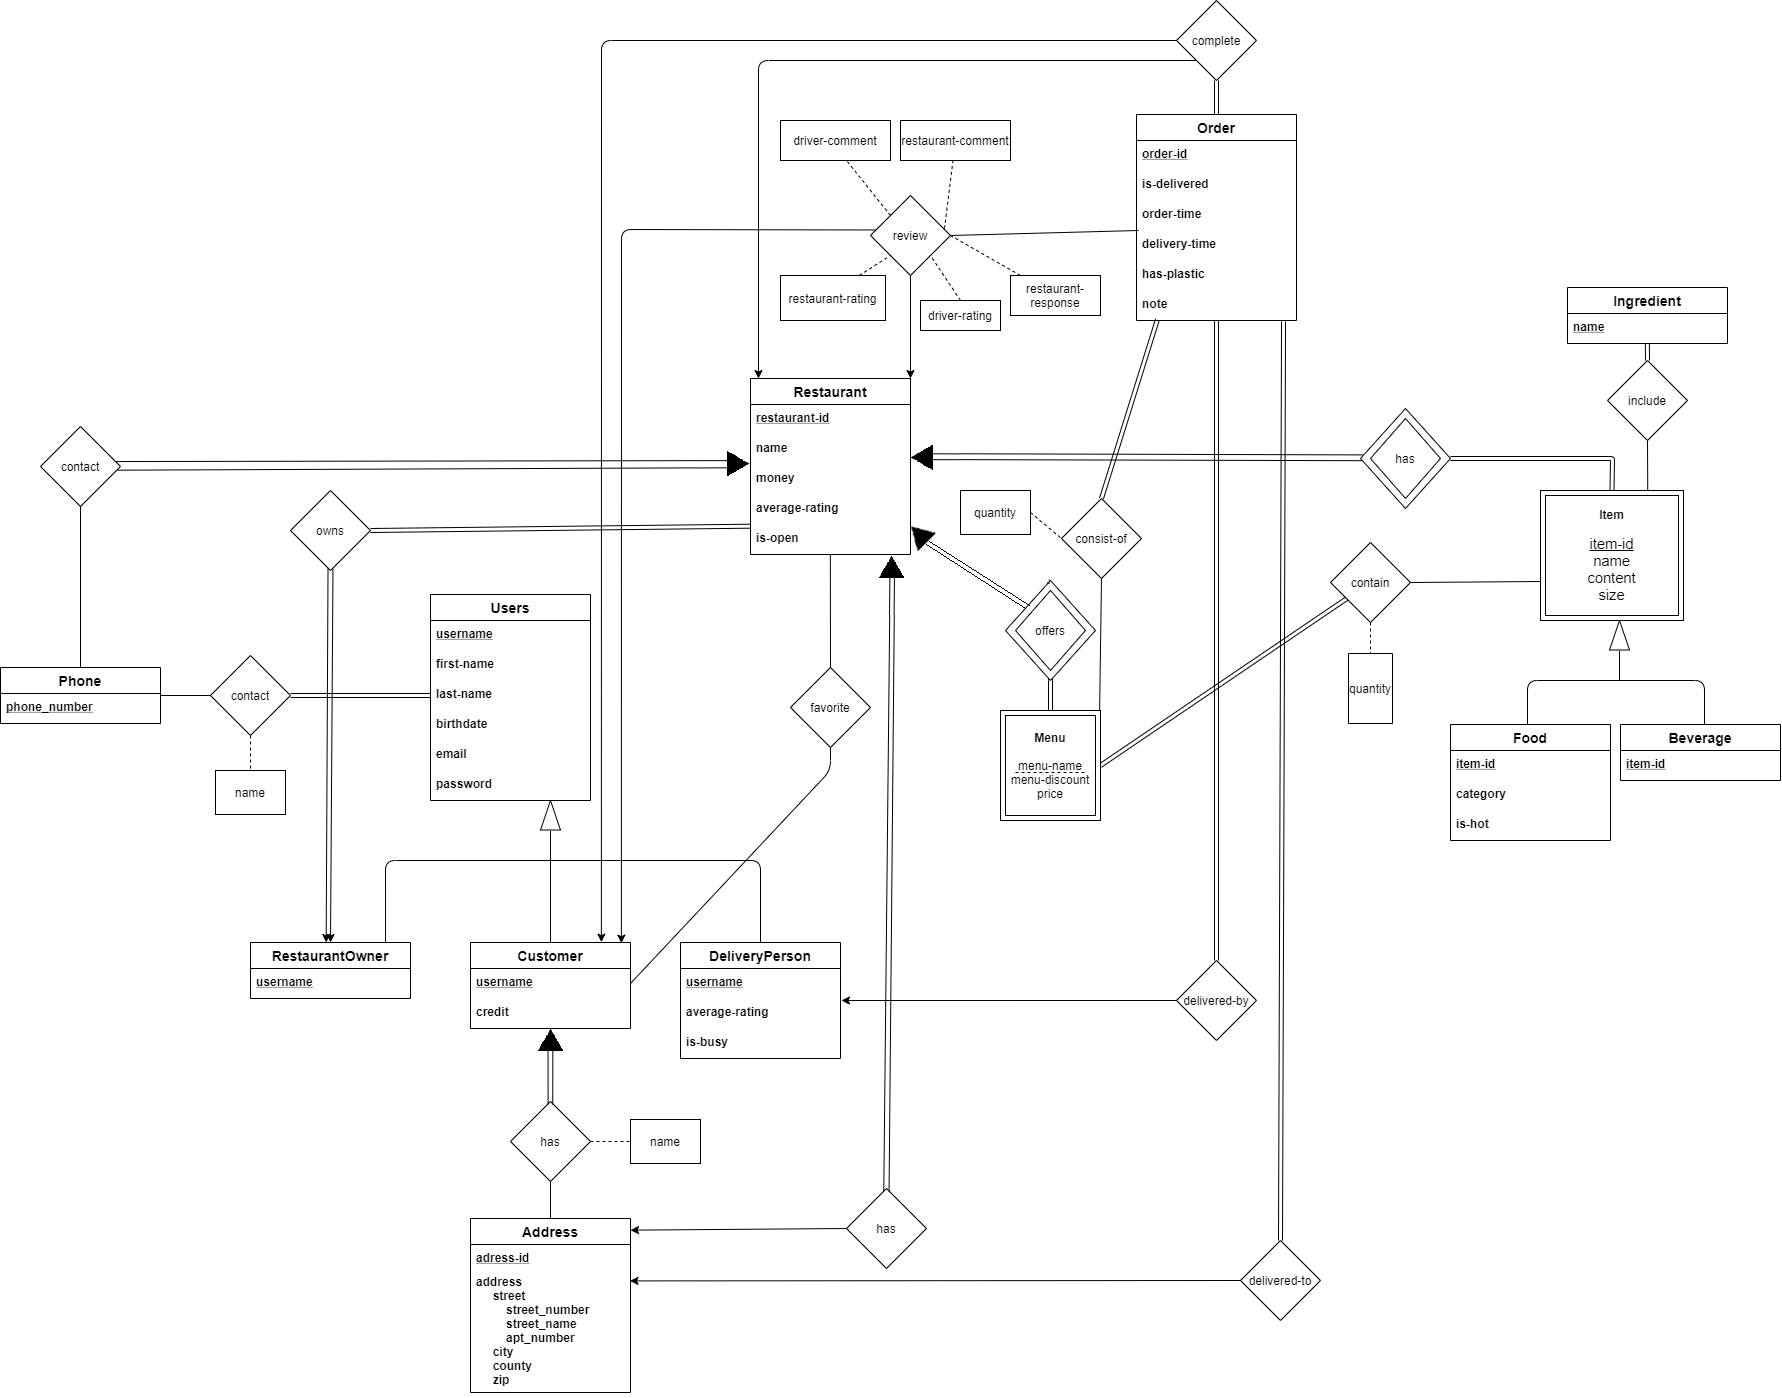 complete
Order
order-id
is-delivered
order-time
delivery-time
has-plastic
note
driver-comment
restaurant-comment
review
restaurant-rating
driver-rating
restaurant-
response
Ingredient
name
include
Restaurant
restaurant-id
name
money
average-rating
is-open
contact
has
owns
quantity
consist-of
Item
item-id
name
content
size
contain
quantity
offers
Users
username
first-name
last-name
birthdate
email
password
Phone
phone_number
contact
name
favorite
Menu
menu-name
menu-discount
price
Food
item-id
category
is-hot
Beverage
item-id
RestaurantOwner
username
Customer
username
credit
DeliveryPerson
username
average-rating
is-busy
delivered-by
has
name
has
Address
adress-id
address
street
street_number
street_name
apt_number
city
county
zip
delivered-to